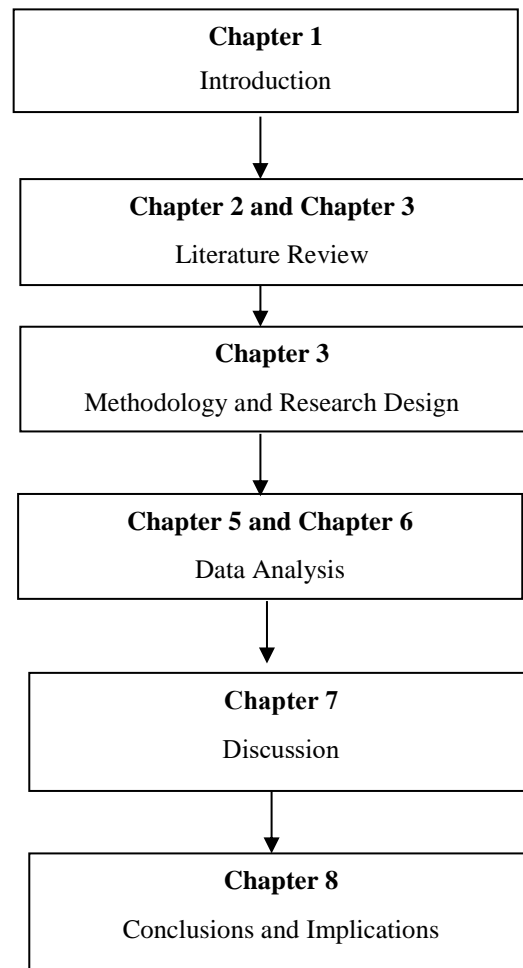 Chapter 1
Introduction
Chapter 2 and Chapter 3
Literature Review
Chapter 3
Methodology and Research Design
Chapter 5 and Chapter 6
Data Analysis
Chapter 7
Discussion
Chapter 8
Conclusions and Implications